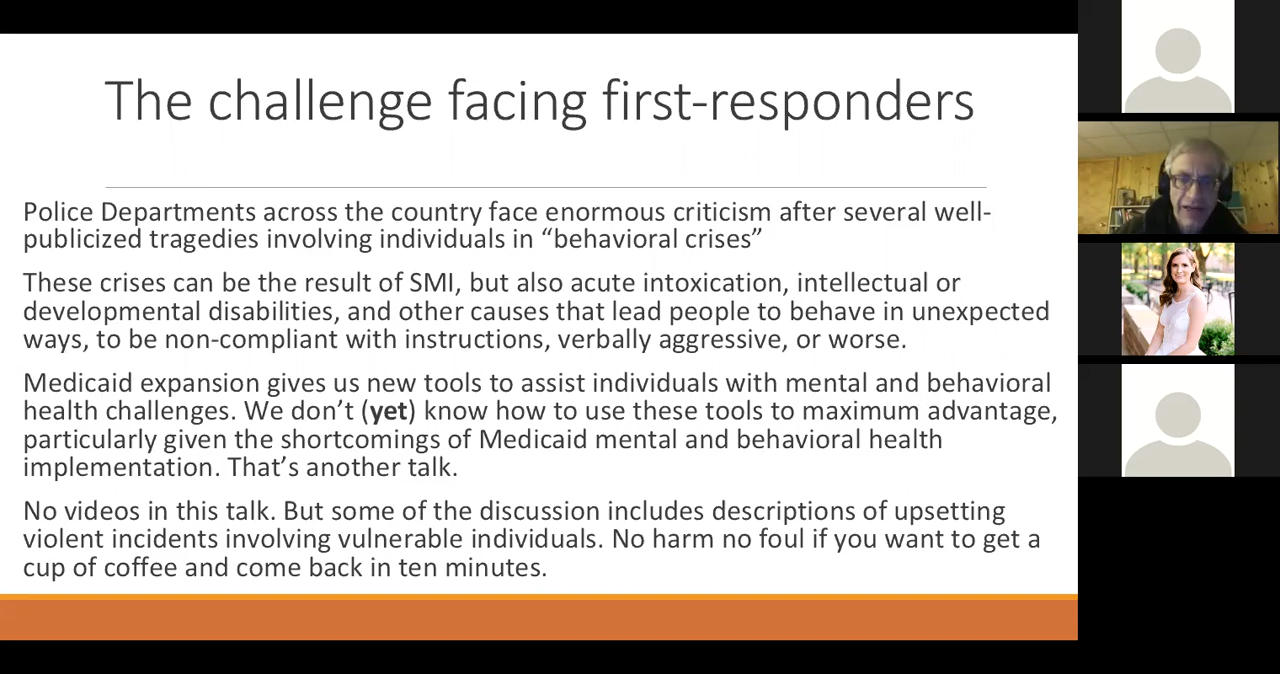 The challenge facing first-responders
Police Departments across the country face enormous criticism after several well-
publicized tragedies involving individuals in “behavioral crises”
These crises can be the result of SMI, but also acute intoxication, intellectual or
developmental disabilities, and other causes that lead people to behave in unexpected
ways, to be non-compliant with instructions, verbally aggressive, or worse.
Medicaid expansion gives us new tools to assist individuals with mental and behavioral
health challenges. We don’t (yet) know how to use these tools to maximum advantage,
particularly given the shortcomings of Medicaid mental and behavioral health
implementation. That’s another talk.
No videos in this talk. But some of the discussion includes descriptions of upsetting
violent incidents involving vulnerable individuals. No harm no foul if you want to get a
cup of coffee and come back in ten minutes.